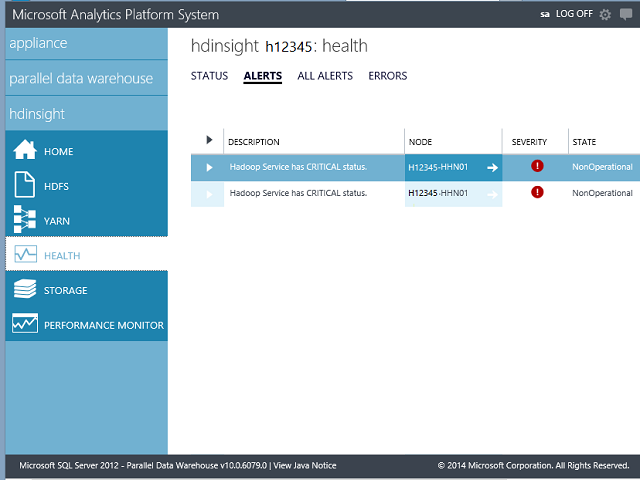 Microsoft Analytics Platform System sa LOG OFF
appliance
parallel data warehouse
hdinsight
HOME
HDFS
YARN
HEALTH
STORAGE
PERFORMANCE MONITOR
hdinsight h12345: health
STATUS ALERTS ALL ALERTS ERRORS
DESCRIPTION NODE SEVERITY STATE
Hadoop Service has CRITICAL status. H12345-HHN01 NonOperational
Hadoop Service has CRITICAL status. H12345-HHN01 NonOperational
Microsoft SQL Server 2012 - Parallel Data Warehouse v10.0.6079.0 | View Java Notice © 2014 Microsoft Corporation. All Rights Reserved.